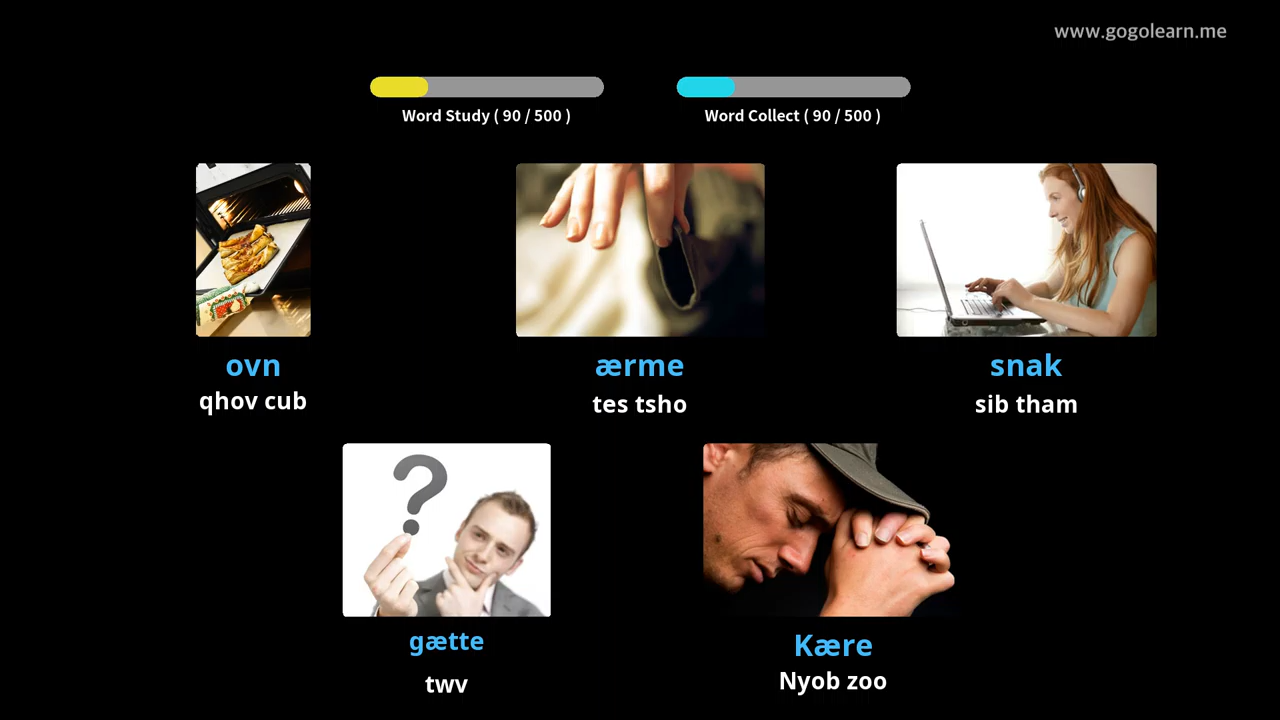 www.gogolearn.me
Word Study ( 90 / 500 )
Word Collect ( 90 / 500 )
ovn
qhov cub
ærme
tes tsho
snak
sib tham
gætte
twv
Kære
Nyob zoo